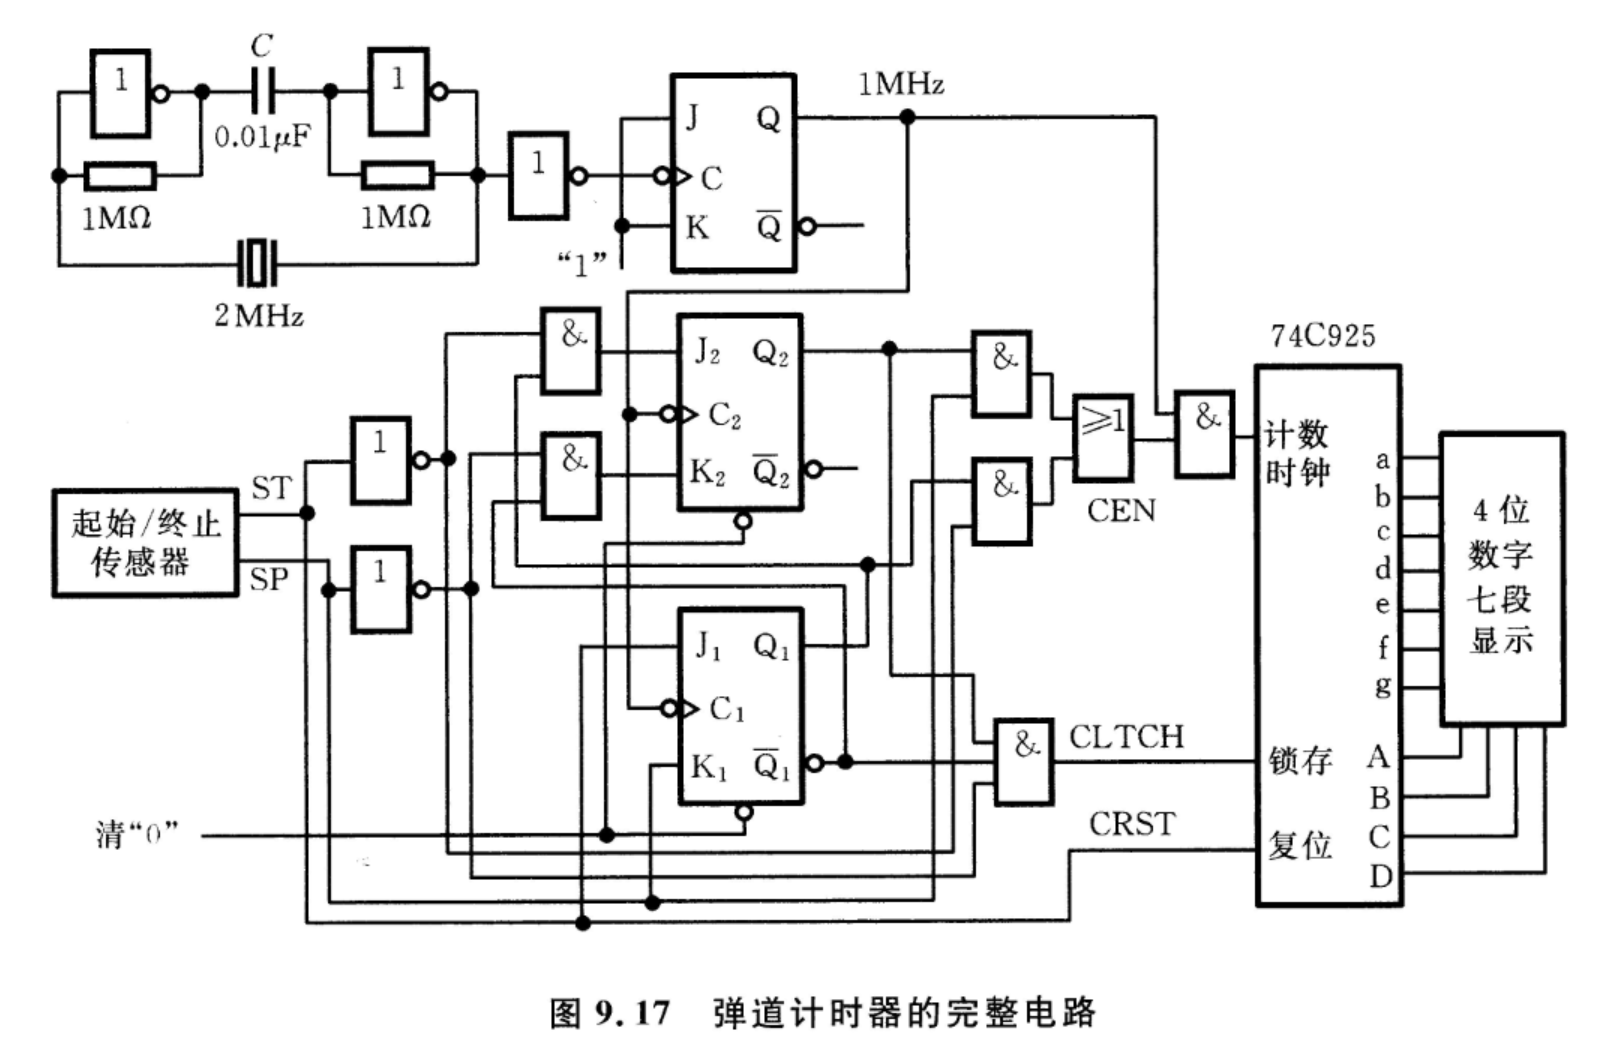 C
1
1
0.01μF
1MΩ
1MΩ
2MHz
1
"1"
J
Q
C
K
Q̅
1MHz
&
&
J₂
Q₂
C₂
K₂
Q̅₂
&
&
≥1
CEN
&
1
1
起始/终止
传感器
ST
SP
J₁
Q₁
C₁
K₁
Q̅₁
&
CLTCH
CRST
清"0"
74C925
计数
时钟
锁存
复位
a
b
c
d
e
f
g
A
B
C
D
4 位
数字
七段
显示
图 9.17 弹道计时器的完整电路